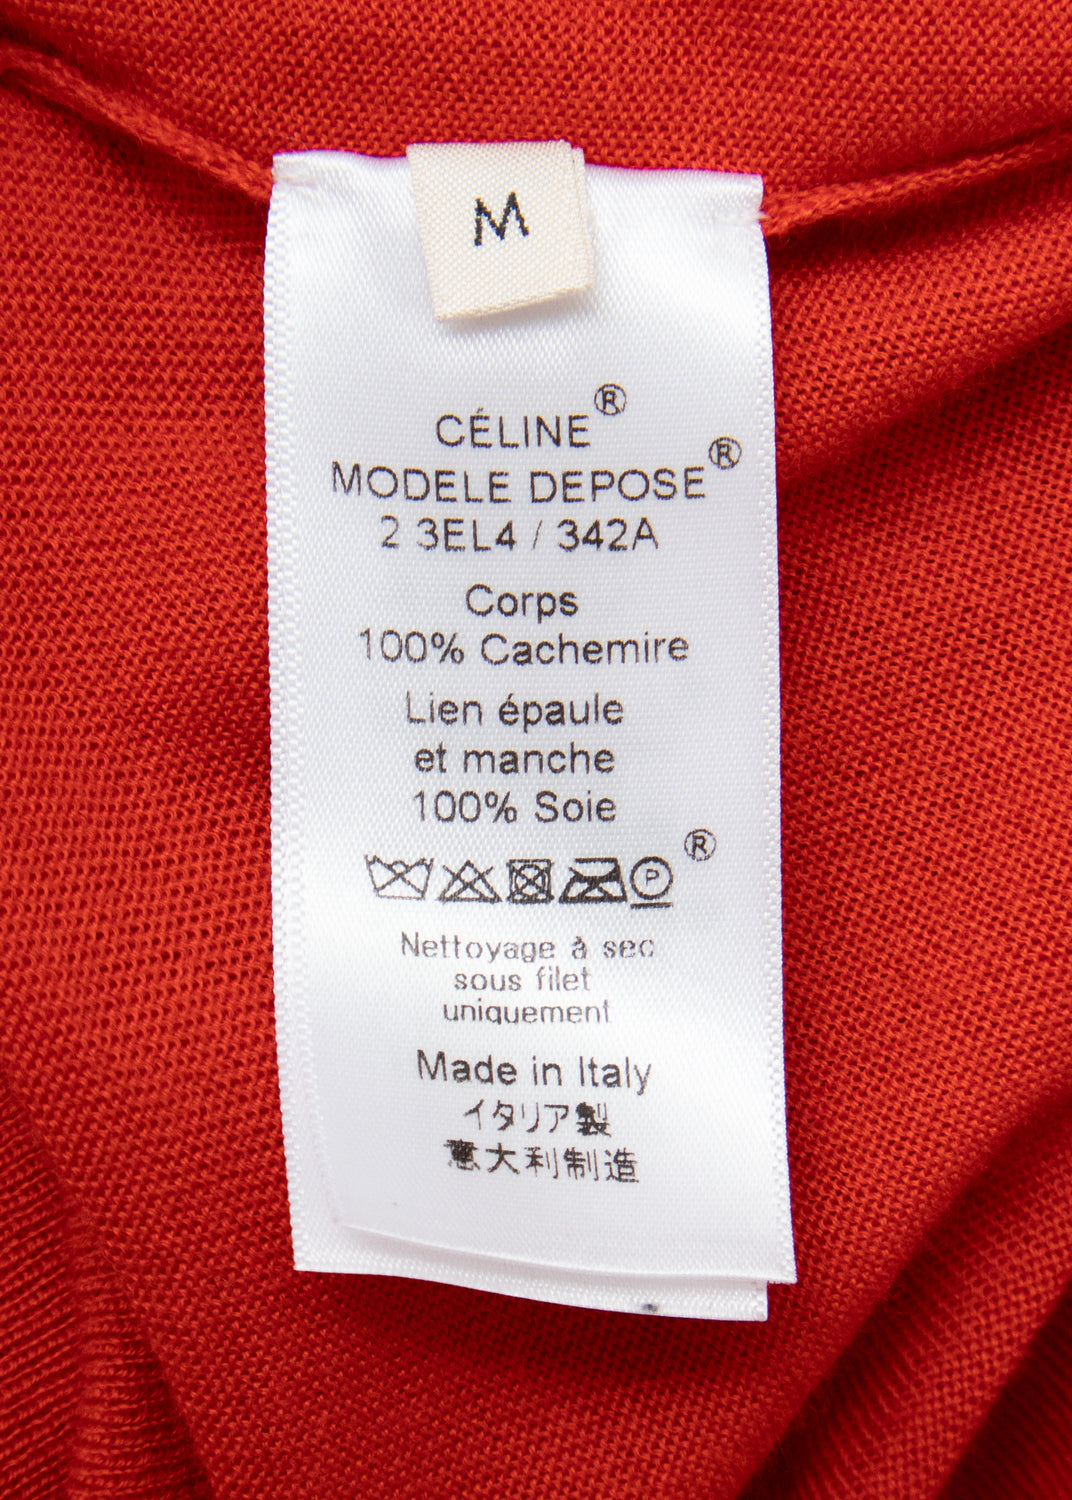 M
CÉLINE®
MODELE DEPOSE®
2 3EL4 / 342A
Corps
100% Cachemire
Lien épaule
et manche
100% Soie
®
P
Nettoyage à sec
sous filet
uniquement
Made in Italy
イタリア製
意大利制造